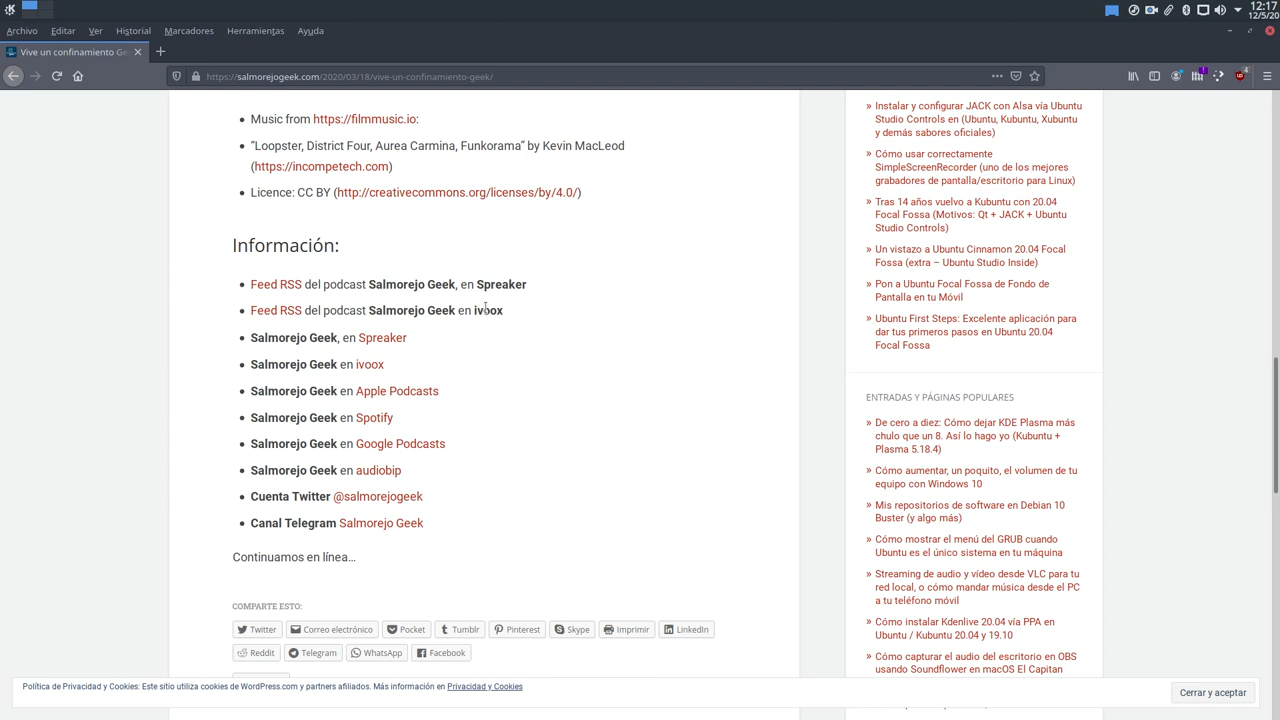 12:17
12/5/20
Archivo Editar Ver Historial Marcadores Herramientas Ayuda
Vive un confinamiento Ge
https://salmorejogeek.com/2020/03/18/vive-un-confinamiento-geek/
1
4
Music from https://filmmusic.io:
“Loopster, District Four, Aurea Carmina, Funkorama” by Kevin MacLeod
(https://incompetech.com)
Licence: CC BY (http://creativecommons.org/licenses/by/4.0/)
Información:
Feed RSS del podcast Salmorejo Geek, en Spreaker
Feed RSS del podcast Salmorejo Geek en ivoox
Salmorejo Geek, en Spreaker
Salmorejo Geek en ivoox
Salmorejo Geek en Apple Podcasts
Salmorejo Geek en Spotify
Salmorejo Geek en Google Podcasts
Salmorejo Geek en audiobip
Cuenta Twitter @salmorejogeek
Canal Telegram Salmorejo Geek
Continuamos en línea…
COMPARTE ESTO:
Twitter Correo electrónico Pocket Tumblr Pinterest Skype Imprimir LinkedIn
Reddit Telegram WhatsApp Facebook
» Instalar y configurar JACK con Alsa vía Ubuntu
Studio Controls en (Ubuntu, Kubuntu, Xubuntu
y demás sabores oficiales)
» Cómo usar correctamente
SimpleScreenRecorder (uno de los mejores
grabadores de pantalla/escritorio para Linux)
» Tras 14 años vuelvo a Kubuntu con 20.04
Focal Fossa (Motivos: Qt + JACK + Ubuntu
Studio Controls)
» Un vistazo a Ubuntu Cinnamon 20.04 Focal
Fossa (extra – Ubuntu Studio Inside)
» Pon a Ubuntu Focal Fossa de Fondo de
Pantalla en tu Móvil
» Ubuntu First Steps: Excelente aplicación para
dar tus primeros pasos en Ubuntu 20.04
Focal Fossa
ENTRADAS Y PÁGINAS POPULARES
» De cero a diez: Cómo dejar KDE Plasma más
chulo que un 8. Así lo hago yo (Kubuntu +
Plasma 5.18.4)
» Cómo aumentar, un poquito, el volumen de tu
equipo con Windows 10
» Mis repositorios de software en Debian 10
Buster (y algo más)
» Cómo mostrar el menú del GRUB cuando
Ubuntu es el único sistema en tu máquina
» Streaming de audio y vídeo desde VLC para tu
red local, o cómo mandar música desde el PC
a tu teléfono móvil
» Cómo instalar Kdenlive 20.04 vía PPA en
Ubuntu / Kubuntu 20.04 y 19.10
» Cómo capturar el audio del escritorio en OBS
usando Soundflower en macOS El Capitan
Política de Privacidad y Cookies: Este sitio utiliza cookies de WordPress.com y partners afiliados. Más información en Privacidad y Cookies
Cerrar y aceptar